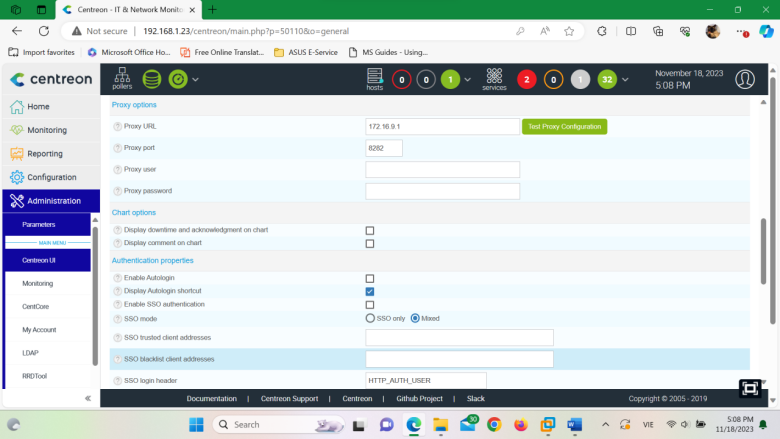 Centreon - IT & Network Monito
Not secure | 192.168.1.23/centreon/main.php?p=50110&o=general
Import favorites Microsoft Office Ho... Free Online Translat... ASUS E-Service MS Guides - Using...
centreon
pollers
hosts 0 0 1
services 2 0 1 32
November 18, 2023
5:08 PM
Home
Monitoring
Reporting
Configuration
Administration
Parameters
MAIN MENU
Centreon UI
Monitoring
CentCore
My Account
LDAP
RRDTool
Proxy options
Proxy URL 172.16.9.1 Test Proxy Configuration
Proxy port 8282
Proxy user
Proxy password
Chart options
Display downtime and acknowledgment on chart
Display comment on chart
Authentication properties
Enable Autologin
Display Autologin shortcut
Enable SSO authentication
SSO mode SSO only Mixed
SSO trusted client addresses
SSO blacklist client addresses
SSO login header HTTP_AUTH_USER
Documentation | Centreon Support | Centreon | Github Project | Slack Copyright © 2005 - 2019
Search 30 VIE 5:08 PM
11/18/2023